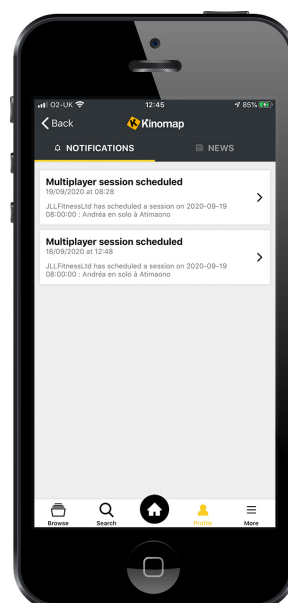 O2-UK 12:45 85%
Back Kinomap
NOTIFICATIONS NEWS
Multiplayer session scheduled
19/09/2020 at 08:28
JLLFitnessLtd has scheduled a session on 2020-09-19
08:00:00 : Andréa en solo à Atimaono
Multiplayer session scheduled
18/09/2020 at 12:48
JLLFitnessLtd has scheduled a session on 2020-09-19
08:00:00 : Andréa en solo à Atimaono
Browse Search Profile More